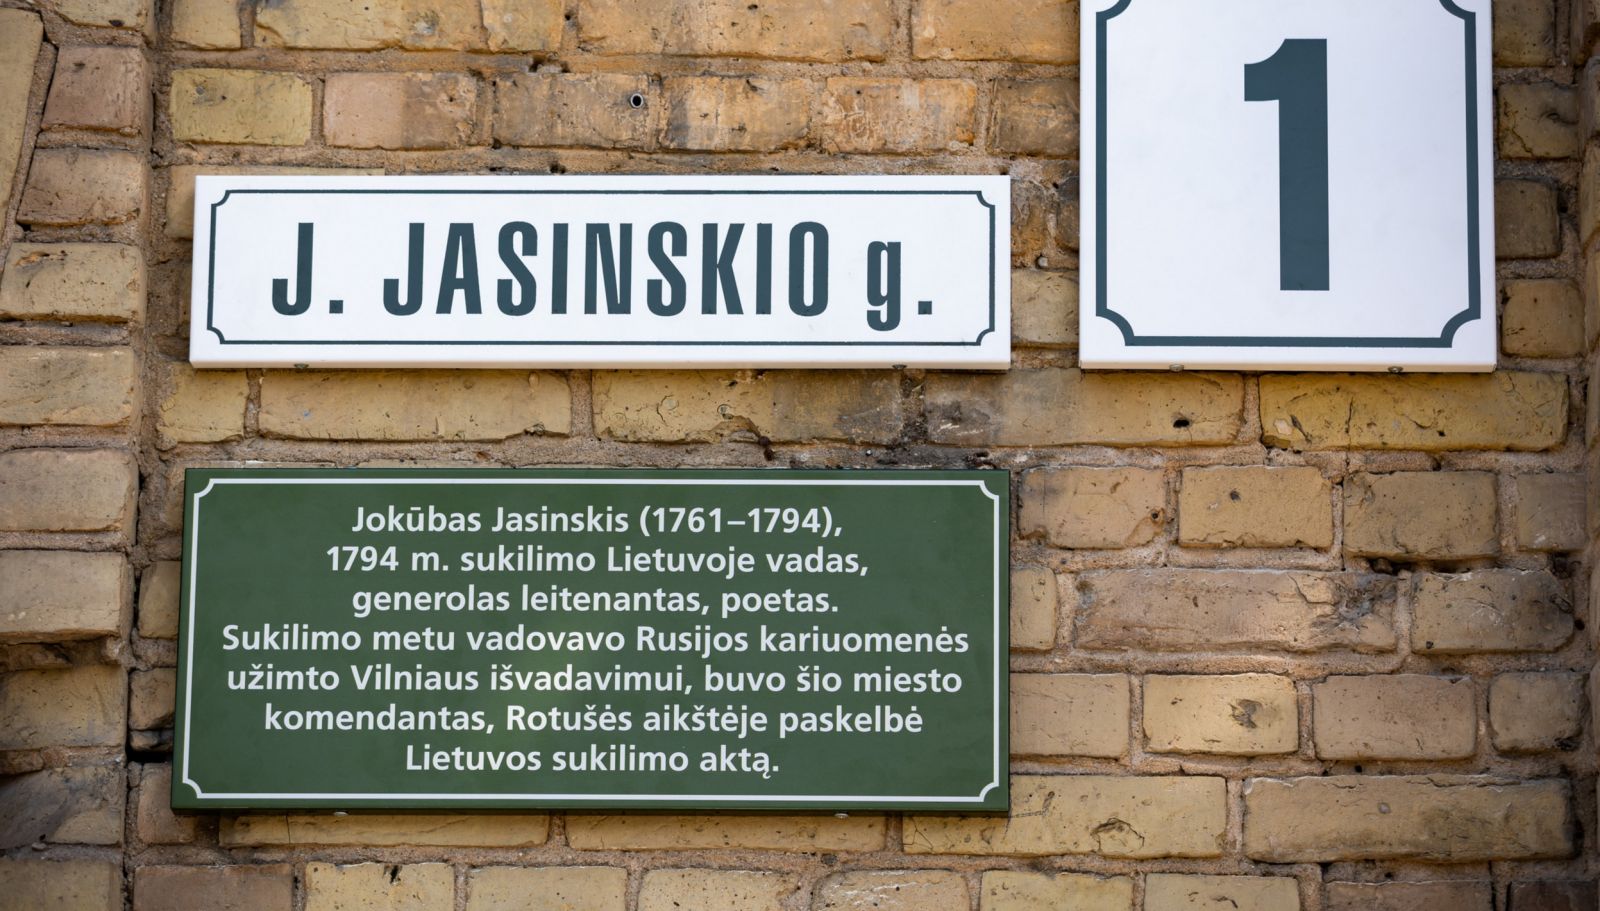 J. JASINSKIO g.
1
Jokūbas Jasinskis (1761–1794),
1794 m. sukilimo Lietuvoje vadas,
generolas leitenantas, poetas.
Sukilimo metu vadovavo Rusijos kariuomenės
užimto Vilniaus išvadavimui, buvo šio miesto
komendantas, Rotušės aikštėje paskelbė
Lietuvos sukilimo aktą.